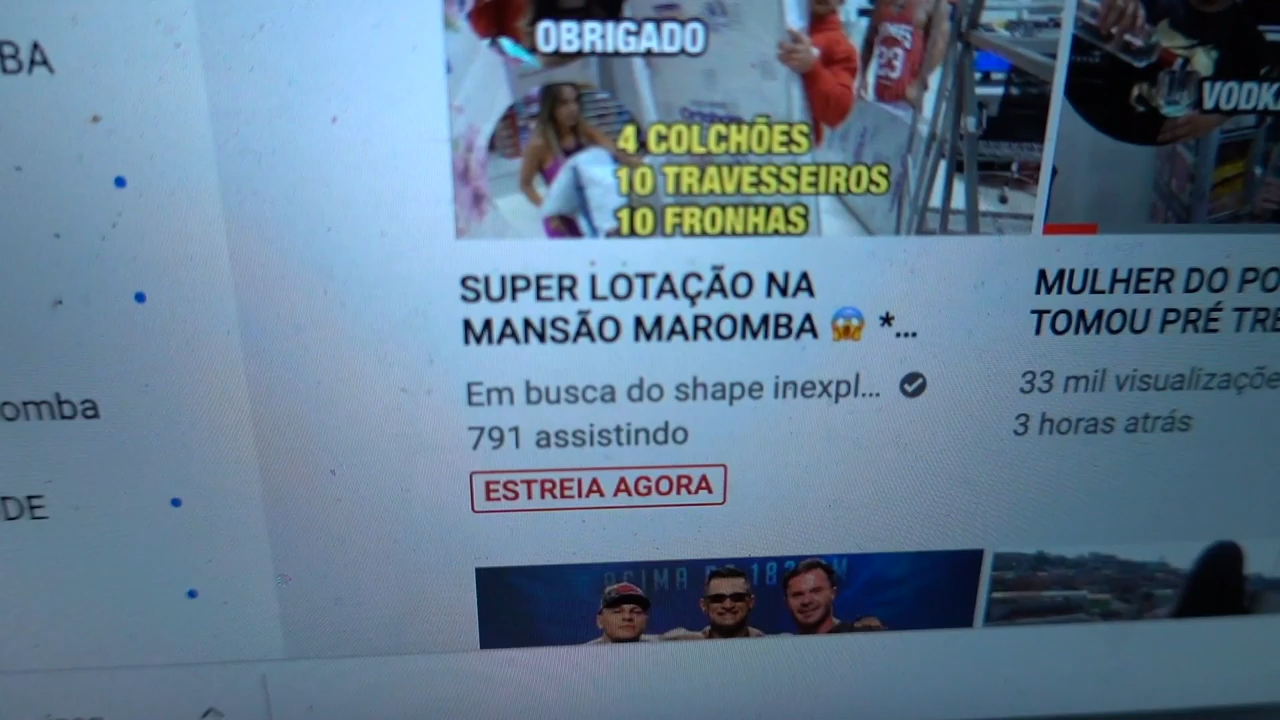 BA
omba
DE
OBRIGADO
23
4 COLCHÕES
10 TRAVESSEIROS
10 FRONHAS
SUPER LOTAÇÃO NA
MANSÃO MAROMBA 😱 *...
Em busca do shape inexpl...
791 assistindo
ESTREIA AGORA
VODK
MULHER DO PO
TOMOU PRÉ TRE
33 mil visualizaçõe
3 horas atrás